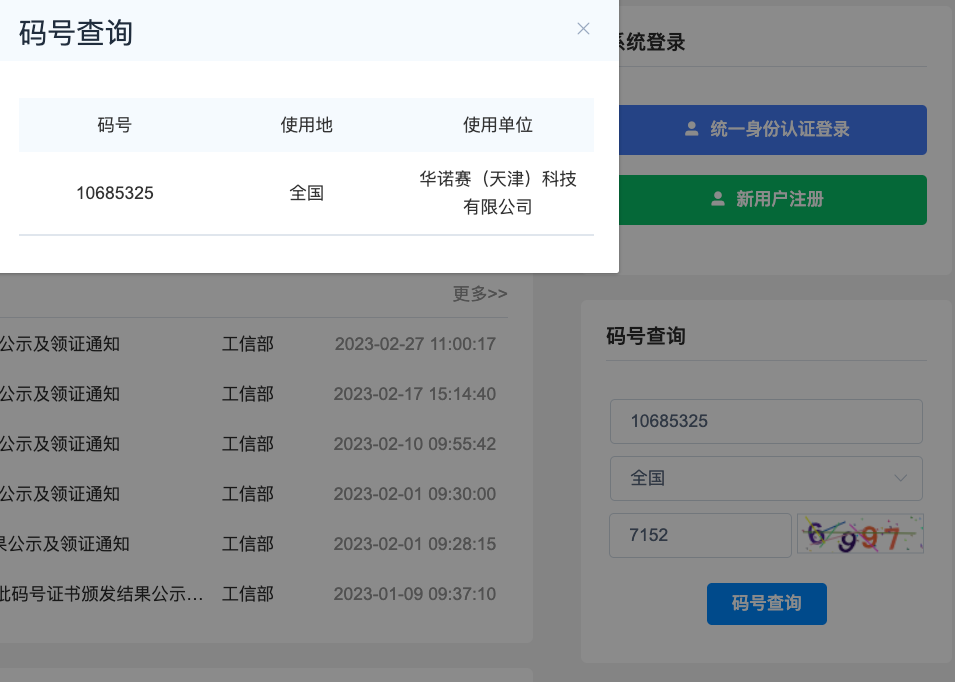 码号查询
码号 使用地 使用单位
10685325 全国 华诺赛（天津）科技
有限公司
系统登录
统一身份认证登录
新用户注册
更多>>
公示及领证通知 工信部 2023-02-27 11:00:17
公示及领证通知 工信部 2023-02-17 15:14:40
公示及领证通知 工信部 2023-02-10 09:55:42
公示及领证通知 工信部 2023-02-01 09:30:00
果公示及领证通知 工信部 2023-02-01 09:28:15
批码号证书颁发结果公示... 工信部 2023-01-09 09:37:10
码号查询
10685325
全国
7152 6997
码号查询